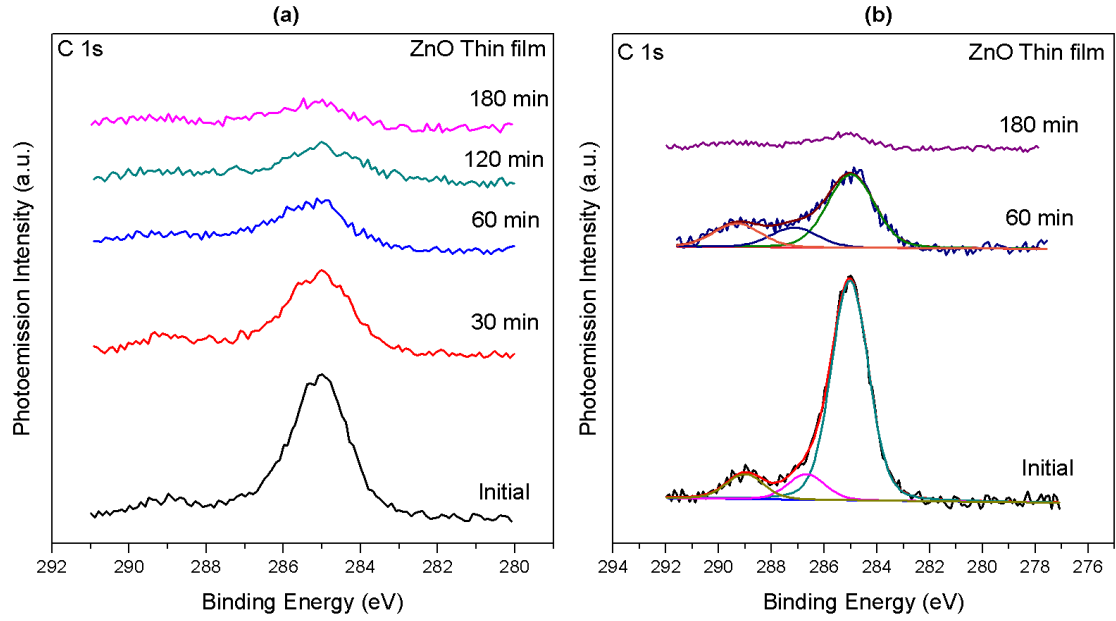 (a)
C 1s ZnO Thin film
180 min
120 min
60 min
30 min
Initial
Photoemission Intensity (a.u.)
292 290 288 286 284 282 280
Binding Energy (eV)
(b)
C 1s ZnO Thin film
180 min
60 min
Initial
Photoemission Intensity (a.u.)
294 292 290 288 286 284 282 280 278 276
Binding Energy (eV)